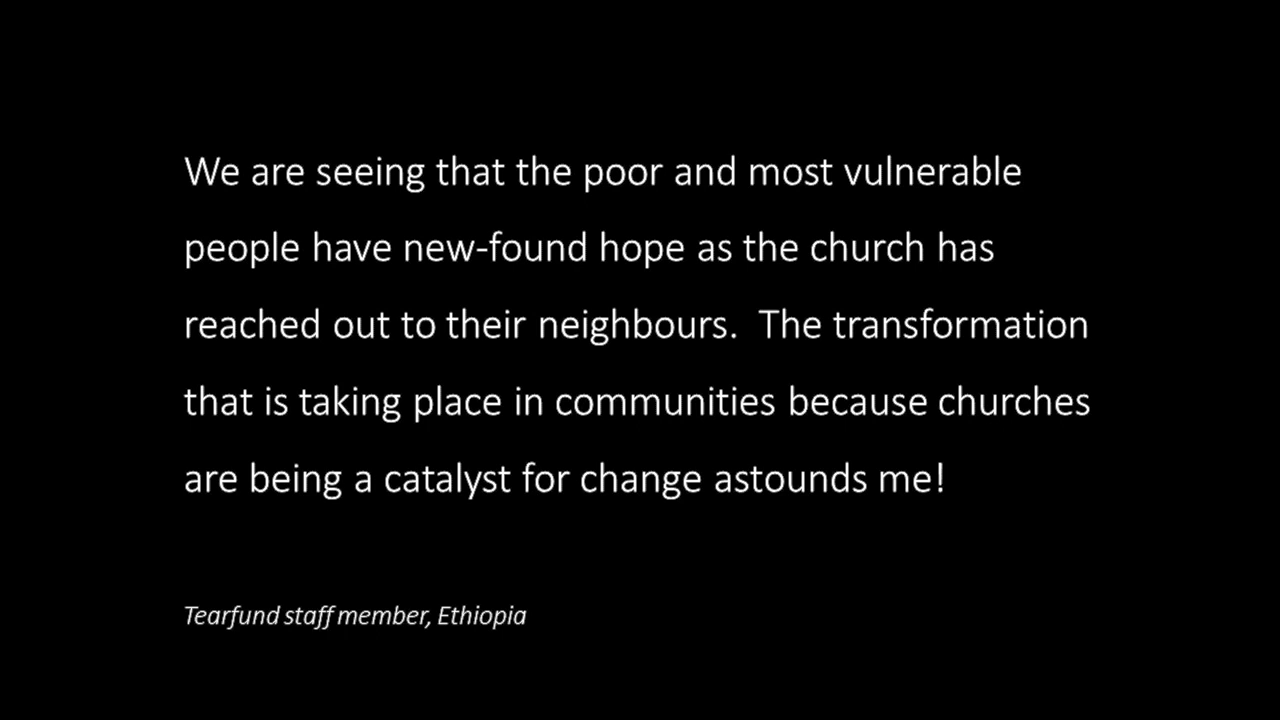 We are seeing that the poor and most vulnerable
people have new-found hope as the church has
reached out to their neighbours.  The transformation
that is taking place in communities because churches
are being a catalyst for change astounds me!
Tearfund staff member, Ethiopia